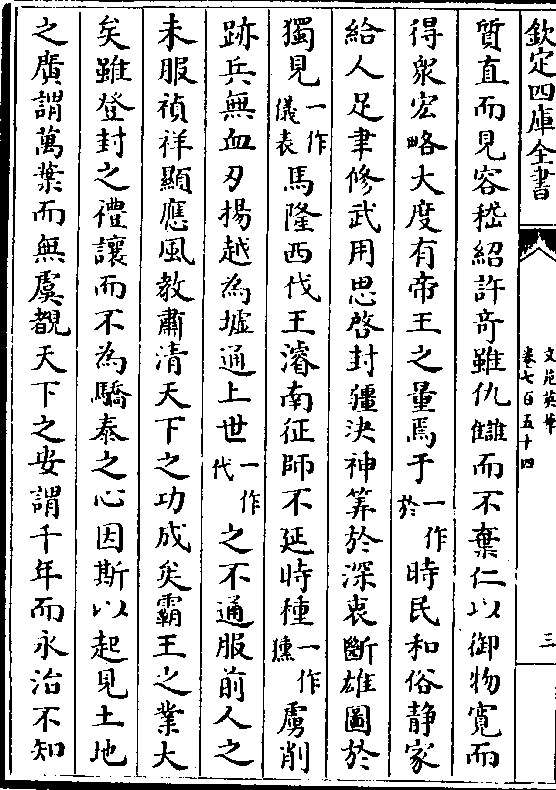 欽定四庫全書
文苑英華
卷七百五十四
三
質直而見容嵇紹許竒雖仇讎而不棄仁以御物寛而
得衆宏略大度有帝王之量焉于一作於時民和俗静家
給人足聿修武用思啓封疆決神筭於深衷斷雄圖於
獨見一作儀表馬隆西伐王濬南征師不延時種一作獯虜削
跡兵無血刃揚越為墟通上世一作代之不通服前人之
未服禎祥顯應風教肅清天下之功成矣霸王之業大
矣雖登封之禮讓而不為驕泰之心因斯以起見土地
之廣謂萬葉而無虞覩天下之安謂千年而永治不知